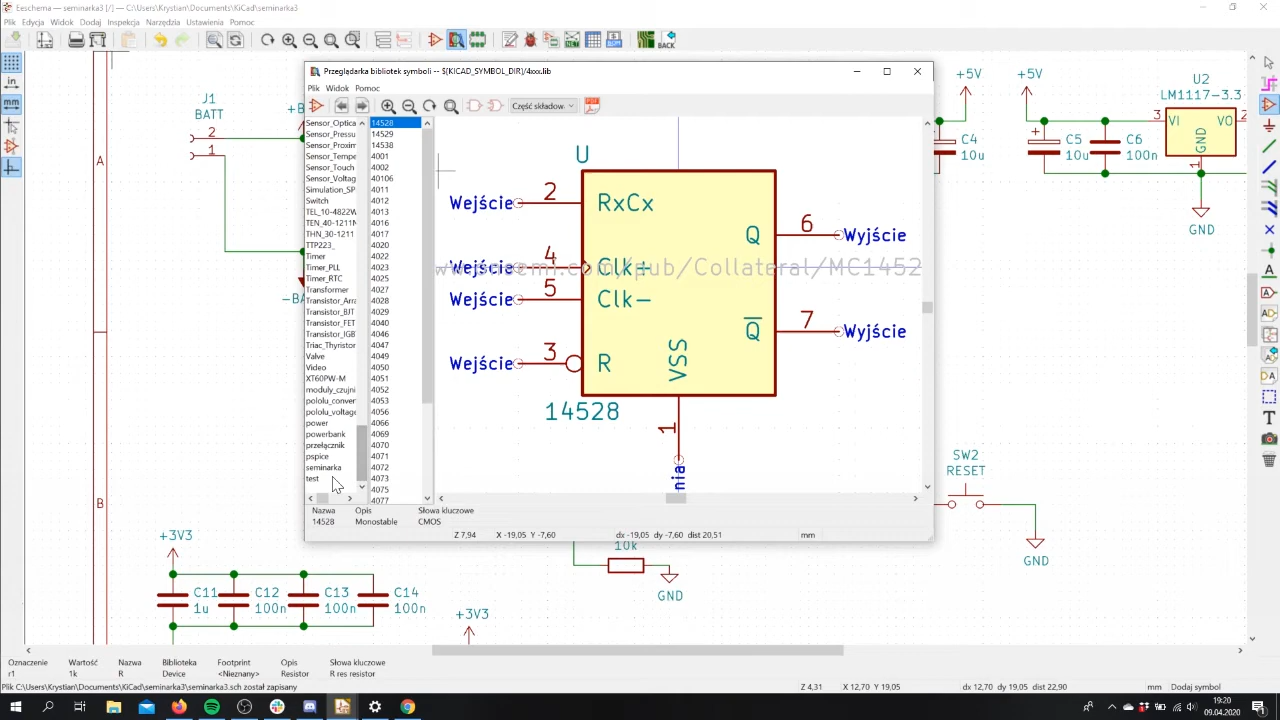 Eeschema — seminarka3 [/] — C:\Users\Krystian\Documents\KiCad\seminarka3
Plik Edycja Widok Dodaj Inspekcja Narzędzia Ustawienia Pomoc
BACK
in
mm
J1
BATT
2
1
A
B
+5V
+5V
U2
LM1117-3.3
3
VI
VO
2
GND
1
C4
10u
C5
10u
C6
100n
GND
SW2
RESET
GND
+3V3
C11
1u
C12
100n
C13
100n
C14
100n
+3V3
10k
GND
Przeglądarka bibliotek symboli -- ${KICAD_SYMBOL_DIR}/4xxx.lib
Plik Widok Pomoc
Część składow
PDF
Sensor_Optica
Sensor_Pressu
Sensor_Proxim
Sensor_Tempe
Sensor_Touch
Sensor_Voltag
Simulation_SP
Switch
TEL_10-4822W
TEN_40-1211N
THN_30-1211
TTP223_
Timer
Timer_PLL
Timer_RTC
Transformer
Transistor_Arra
Transistor_BJT
Transistor_FET
Transistor_IGB
Triac_Thyristor
Valve
Video
XT60PW-M
moduly_czujni
pololu_conver
pololu_voltage
power
powerbank
przełącznik
pspice
seminarka
test
14528
14529
14538
4001
4002
40106
4011
4012
4013
4016
4017
4020
4022
4023
4025
4027
4028
4029
4040
4046
4047
4049
4050
4051
4052
4053
4056
4066
4069
4070
4071
4072
4073
4075
4077
U
Wejście 2 RxCx
Q 6 Wyjście
Wejście 4 Clk+
Wejście 5 Clk−
Q 7 Wyjście
Wejście 3 R
VSS
14528
1
nia
Nazwa Opis Słowa kluczowe
14528 Monostable CMOS
Z 7,94 X -19,05 Y -7,60 dx -19,05 dy -7,60 dist 20,51 mm
Oznaczenie Wartość Nazwa Biblioteka Footprint Opis Słowa kluczowe
r1 1k R Device <Nieznany> Resistor R res resistor
Plik C:\Users\Krystian\Documents\KiCad\seminarka3\seminarka3.sch został zapisany
Z 4,31 X 12,70 Y 19,05 dx 12,70 dy 19,05 dist 22,90 mm Dodaj symbol
19:20
09.04.2020